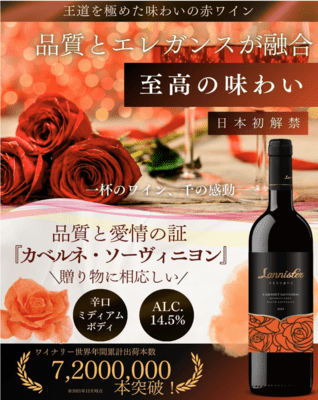 王道を極めた味わいの赤ワイン
品質とエレガンスが融合
至高の味わい
日本初解禁
一杯のワイン、千の感動
品質と愛情の証
『カベルネ・ソーヴィニヨン』
\贈り物に相応しい/
辛口
ミディアム
ボディ
ALC.
14.5%
Lannister
CABERNET SAUVIGNON
ワイナリー世界年間累計出荷本数
7,2000,000
本突破!